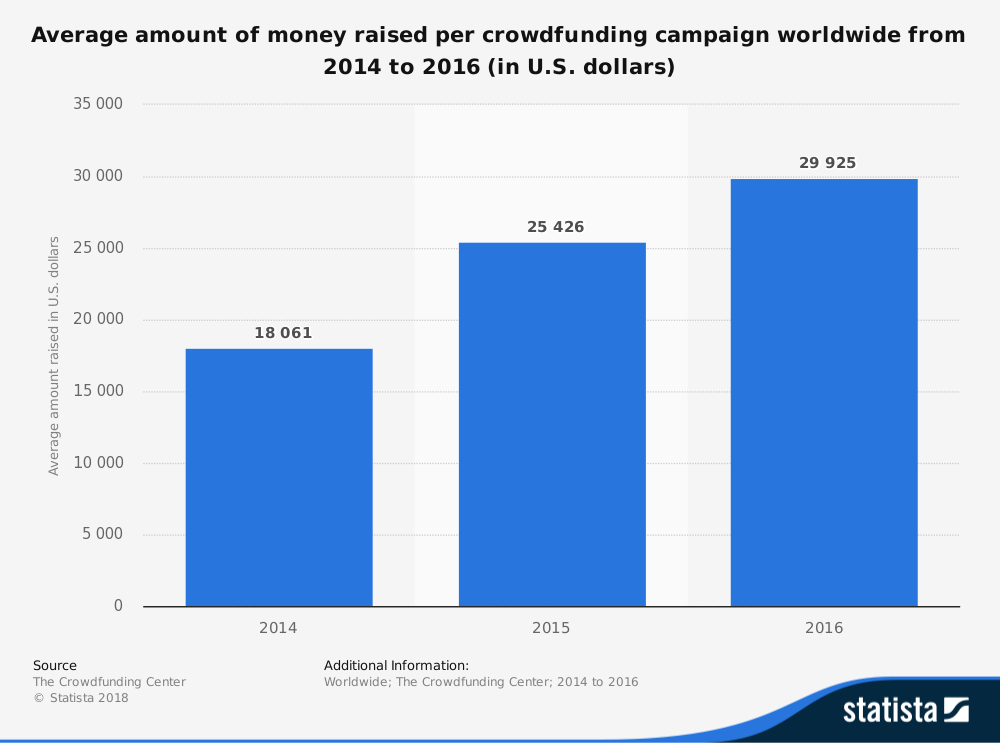 Average amount of money raised per crowdfunding campaign worldwide from
2014 to 2016 (in U.S. dollars)
Average amount raised in U.S. dollars
35 000
30 000
25 000
20 000
15 000
10 000
5 000
0
18 061
25 426
29 925
2014
2015
2016
Source
The Crowdfunding Center
© Statista 2018
Additional Information:
Worldwide; The Crowdfunding Center; 2014 to 2016
statista